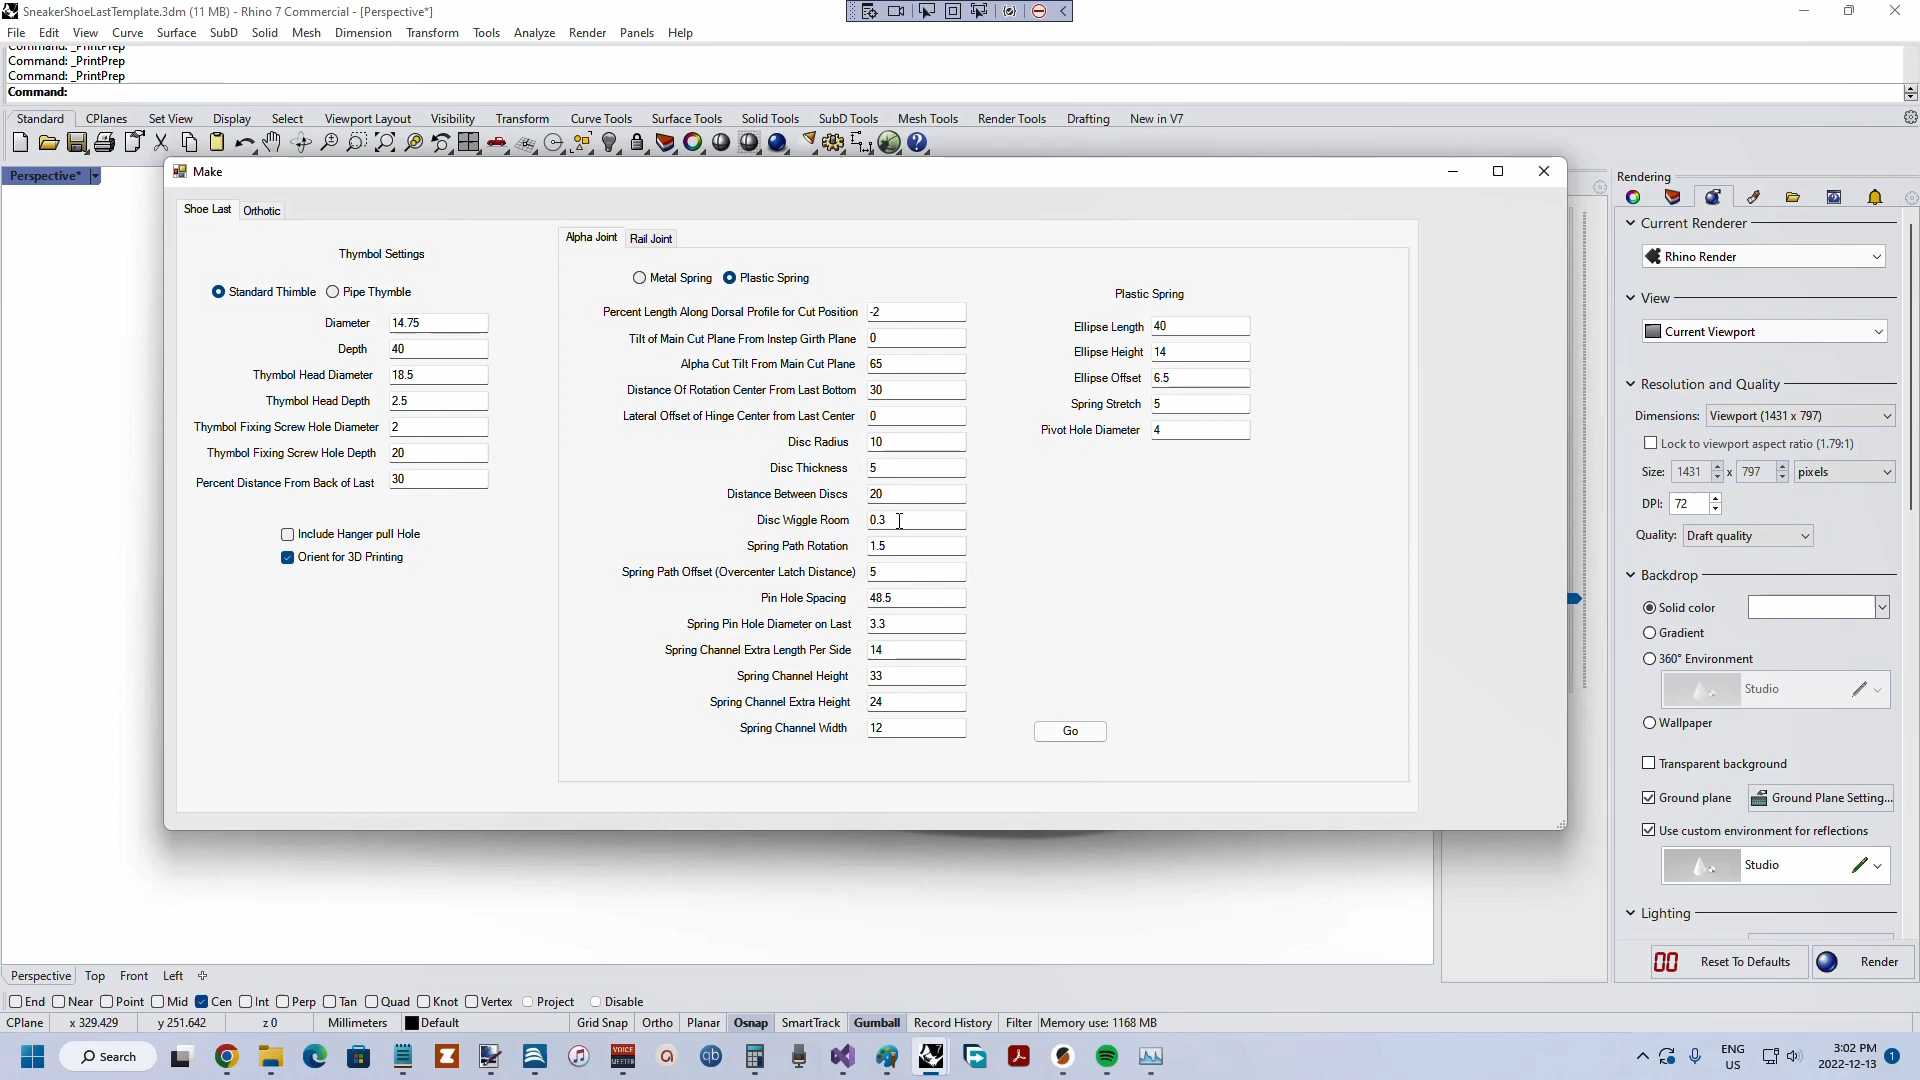 SneakerShoeLastTemplate.3dm (11 MB) - Rhino 7 Commercial - [Perspective*]
File Edit View Curve Surface SubD Solid Mesh Dimension Transform Tools Analyze Render Panels Help
Command: _PrintPrep
Command: _PrintPrep
Command: _PrintPrep
Command:
Standard CPlanes Set View Display Select Viewport Layout Visibility Transform Curve Tools Surface Tools Solid Tools SubD Tools Mesh Tools Render Tools Drafting New in V7
Perspective*
Make
Shoe Last Orthotic
Thymbol Settings
Standard Thimble Pipe Thymble
Diameter 14.75
Depth 40
Thymbol Head Diameter 18.5
Thymbol Head Depth 2.5
Thymbol Fixing Screw Hole Diameter 2
Thymbol Fixing Screw Hole Depth 20
Percent Distance From Back of Last 30
Include Hanger pull Hole
Orient for 3D Printing
Alpha Joint Rail Joint
Metal Spring Plastic Spring
Percent Length Along Dorsal Profile for Cut Position -2
Tilt of Main Cut Plane From Instep Girth Plane 0
Alpha Cut Tilt From Main Cut Plane 65
Distance Of Rotation Center From Last Bottom 30
Lateral Offset of Hinge Center from Last Center 0
Disc Radius 10
Disc Thickness 5
Distance Between Discs 20
Disc Wiggle Room 0.3
Spring Path Rotation 1.5
Spring Path Offset (Overcenter Latch Distance) 5
Pin Hole Spacing 48.5
Spring Pin Hole Diameter on Last 3.3
Spring Channel Extra Length Per Side 14
Spring Channel Height 33
Spring Channel Extra Height 24
Spring Channel Width 12
Plastic Spring
Ellipse Length 40
Ellipse Height 14
Ellipse Offset 6.5
Spring Stretch 5
Pivot Hole Diameter 4
Go
Rendering
Current Renderer
Rhino Render
View
Current Viewport
Resolution and Quality
Dimensions: Viewport (1431 x 797)
Lock to viewport aspect ratio (1.79:1)
Size: 1431 x 797 pixels
DPI: 72
Quality: Draft quality
Backdrop
Solid color
Gradient
360° Environment
Studio
Wallpaper
Transparent background
Ground plane Ground Plane Setting...
Use custom environment for reflections
Studio
Lighting
Reset To Defaults Render
Perspective Top Front Left
End Near Point Mid Cen Int Perp Tan Quad Knot Vertex Project Disable
CPlane x 329.429 y 251.642 z 0 Millimeters Default Grid Snap Ortho Planar Osnap SmartTrack Gumball Record History Filter Memory use: 1168 MB
Search
VOICE MEETER
qb
ENG
US
3:02 PM
2022-12-13
1